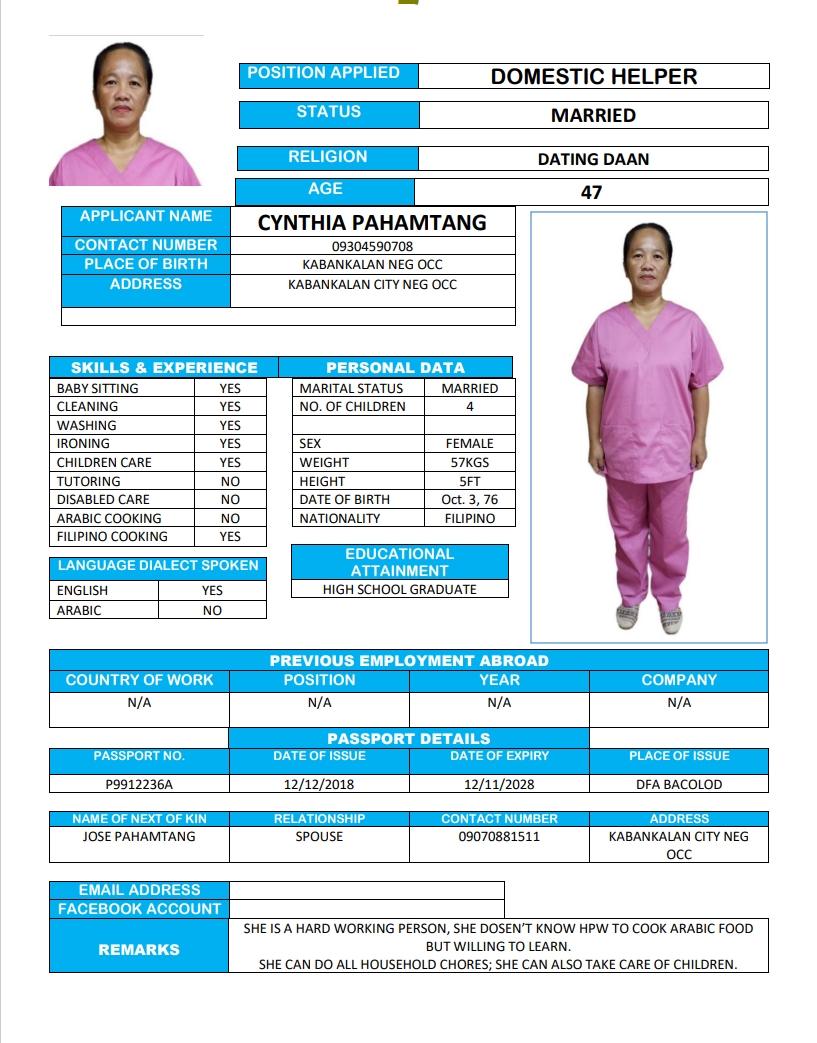 POSITION APPLIED DOMESTIC HELPER
STATUS MARRIED
RELIGION DATING DAAN
AGE 47
APPLICANT NAME CYNTHIA PAHAMTANG
CONTACT NUMBER 09304590708
PLACE OF BIRTH KABANKALAN NEG OCC
ADDRESS KABANKALAN CITY NEG OCC
SKILLS & EXPERIENCE
BABY SITTING YES
CLEANING YES
WASHING YES
IRONING YES
CHILDREN CARE YES
TUTORING NO
DISABLED CARE NO
ARABIC COOKING NO
FILIPINO COOKING YES
LANGUAGE DIALECT SPOKEN
ENGLISH YES
ARABIC NO
PERSONAL DATA
MARITAL STATUS MARRIED
NO. OF CHILDREN 4
SEX FEMALE
WEIGHT 57KGS
HEIGHT 5FT
DATE OF BIRTH Oct. 3, 76
NATIONALITY FILIPINO
EDUCATIONAL
ATTAINMENT
HIGH SCHOOL GRADUATE
PREVIOUS EMPLOYMENT ABROAD
COUNTRY OF WORK POSITION YEAR COMPANY
N/A N/A N/A N/A
PASSPORT DETAILS
PASSPORT NO. DATE OF ISSUE DATE OF EXPIRY PLACE OF ISSUE
P9912236A 12/12/2018 12/11/2028 DFA BACOLOD
NAME OF NEXT OF KIN RELATIONSHIP CONTACT NUMBER ADDRESS
JOSE PAHAMTANG SPOUSE 09070881511 KABANKALAN CITY NEG
OCC
EMAIL ADDRESS
FACEBOOK ACCOUNT
REMARKS
SHE IS A HARD WORKING PERSON, SHE DOSEN’T KNOW HPW TO COOK ARABIC FOOD
BUT WILLING TO LEARN.
SHE CAN DO ALL HOUSEHOLD CHORES; SHE CAN ALSO TAKE CARE OF CHILDREN.